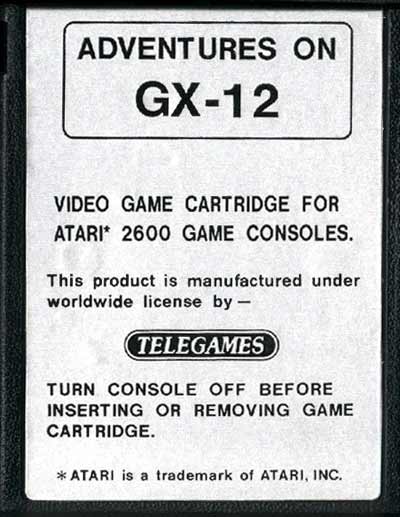 ADVENTURES ON
GX-12
VIDEO GAME CARTRIDGE FOR
ATARI* 2600 GAME CONSOLES.
This product is manufactured under
worldwide license by —
TELEGAMES
TURN CONSOLE OFF BEFORE
INSERTING OR REMOVING GAME
CARTRIDGE.
* ATARI is a trademark of ATARI, INC.